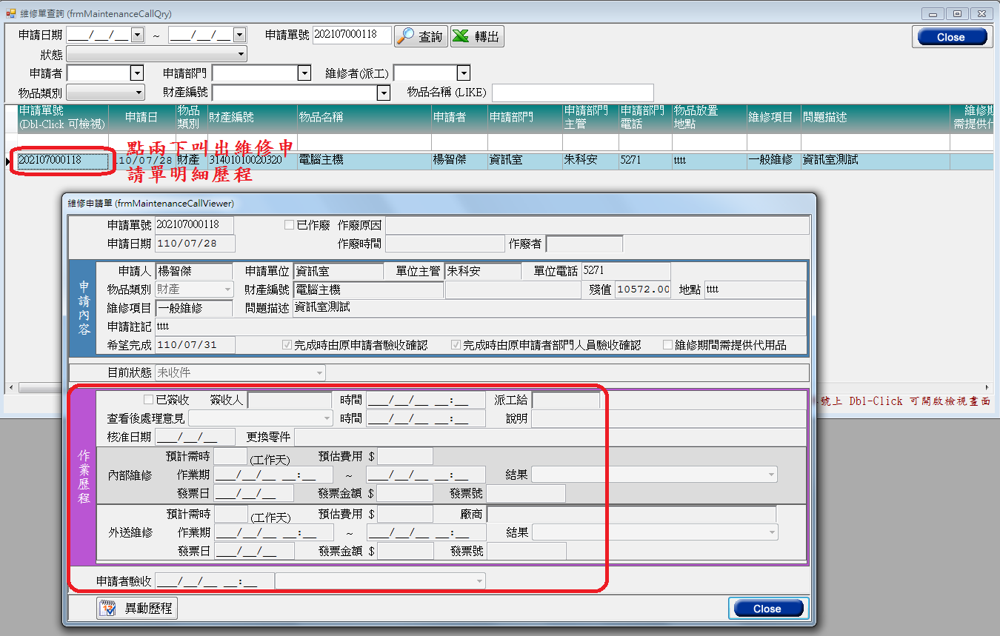 維修單查詢 (frmMaintenanceCallQry)
申請日期 ___/__/__ ~ ___/__/__ 申請單號 202107000118 查詢 轉出 Close
狀態
申請者 申請部門 維修者(派工)
物品類別 財產編號 物品名稱 (LIKE)
申請單號 (Dbl-Click 可檢視) 申請日 物品類別 財產編號 物品名稱 申請者 申請部門 申請部門主管 申請部門電話 物品放置地點 維修項目 問題描述 維修期 需提供代
點兩下叫出維修申
202107000118 110/07/28 財產 31401010020320 電腦主機 楊智傑 資訊室 朱科安 5271 tttt 一般維修 資訊室測試
請單明細歷程
維修申請單 (frmMaintenanceCallViewer)
申請單號 202107000118 已作廢 作廢原因
申請日期 110/07/28 作廢時間 作廢者
申請內容
申請人 楊智傑 申請單位 資訊室 單位主管 朱科安 單位電話 5271
物品類別 財產 財產編號 電腦主機 殘值 10572.00 地點 tttt
維修項目 一般維修 問題描述 資訊室測試
申請註記 tttt
希望完成 110/07/31 完成時由原申請者驗收確認 完成時由原申請者部門人員驗收確認 維修期間需提供代用品
目前狀態 未收件
號上 Dbl-Click 可開啟檢視畫面
作業歷程
已簽收 簽收人 時間 ___/__/__ __:__ 派工給
查看後處理意見 時間 ___/__/__ __:__ 說明
核准日期 ___/__/__ 更換零件
內部維修
預計需時 (工作天) 預估費用 $
作業期 ___/__/__ __:__ ~ ___/__/__ __:__ 結果
發票日 ___/__/__ 發票金額 $ 發票號
外送維修
預計需時 (工作天) 預估費用 $ 廠商
作業期 ___/__/__ __:__ ~ ___/__/__ __:__ 結果
發票日 ___/__/__ 發票金額 $ 發票號
申請者驗收 ___/__/__ __:__
異動歷程 Close